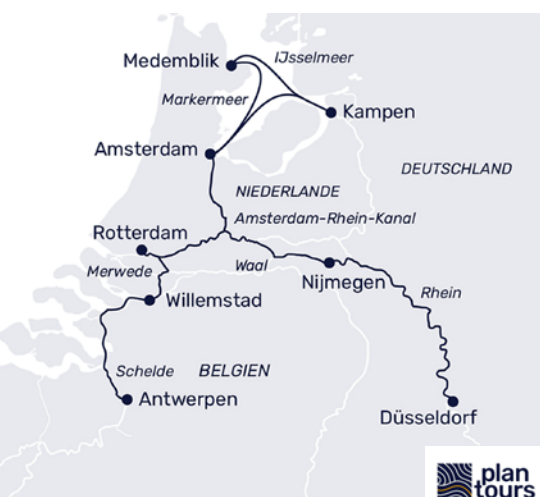 Medemblik
IJsselmeer
Markermeer
Kampen
Amsterdam
DEUTSCHLAND
NIEDERLANDE
Amsterdam-Rhein-Kanal
Rotterdam
Merwede
Waal
Nijmegen
Rhein
Willemstad
Schelde
BELGIEN
Antwerpen
Düsseldorf
plan
tours